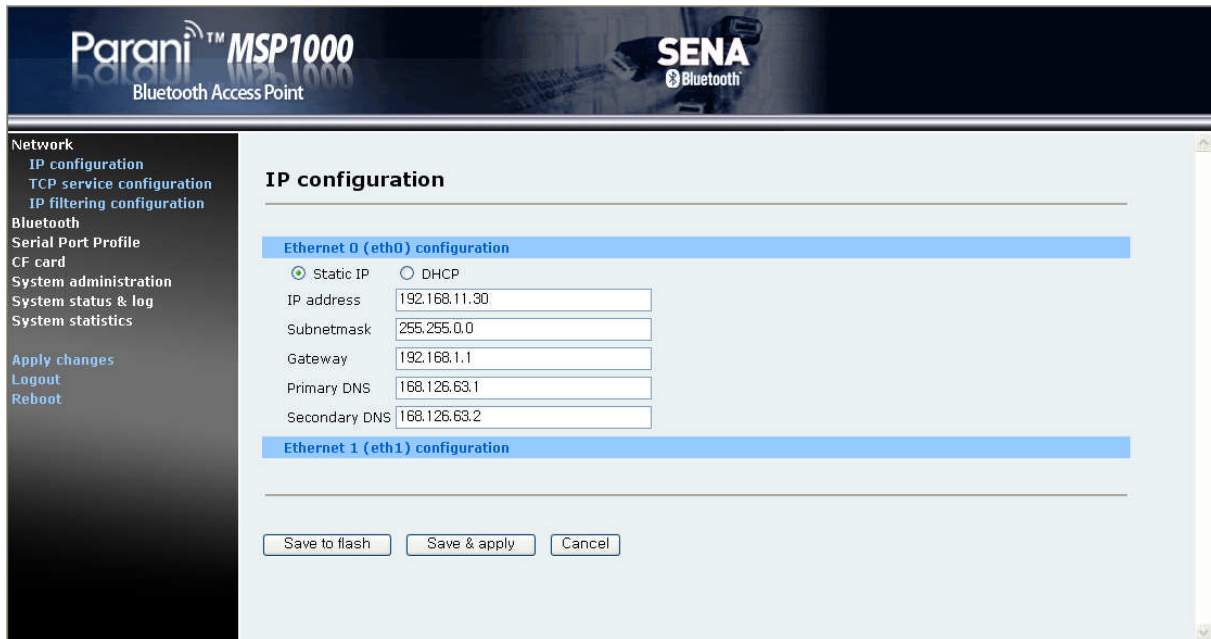 Parani™ MSP1000
Bluetooth Access Point
SENA
Bluetooth
Network
IP configuration
TCP service configuration
IP filtering configuration
Bluetooth
Serial Port Profile
CF card
System administration
System status & log
System statistics
Apply changes
Logout
Reboot
IP configuration
Ethernet 0 (eth0) configuration
Static IP DHCP
IP address 192.168.11.30
Subnetmask 255.255.0.0
Gateway 192.168.1.1
Primary DNS 168.126.63.1
Secondary DNS 168.126.63.2
Ethernet 1 (eth1) configuration
Save to flash Save & apply Cancel